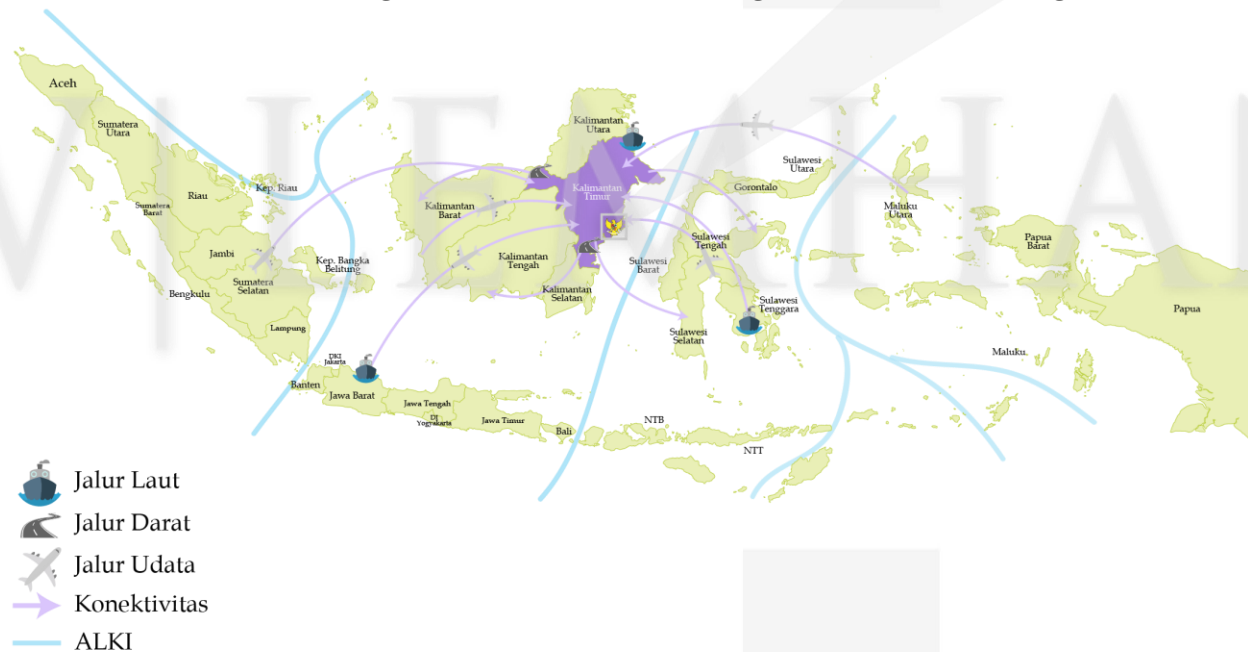 Aceh
Sumatera
Utara
Riau
Kep. Riau
Sumatera
Barat
Jambi
Sumatera
Selatan
Kep. Bangka
Belitung
Bengkulu
Lampung
Kalimantan
Utara
Kalimantan
Timur
Kalimantan
Barat
Kalimantan
Tengah
Kalimantan
Selatan
Sulawesi
Utara
Gorontalo
Sulawesi
Tengah
Sulawesi
Barat
Sulawesi
Tenggara
Sulawesi
Selatan
Maluku
Utara
Papua
Barat
Papua
Maluku
DKI
Jakarta
Banten
Jawa Barat
Jawa Tengah
DI
Yogyakarta
Jawa Timur
Bali
NTB
NTT
Jalur Laut
Jalur Darat
Jalur Udata
Konektivitas
ALKI